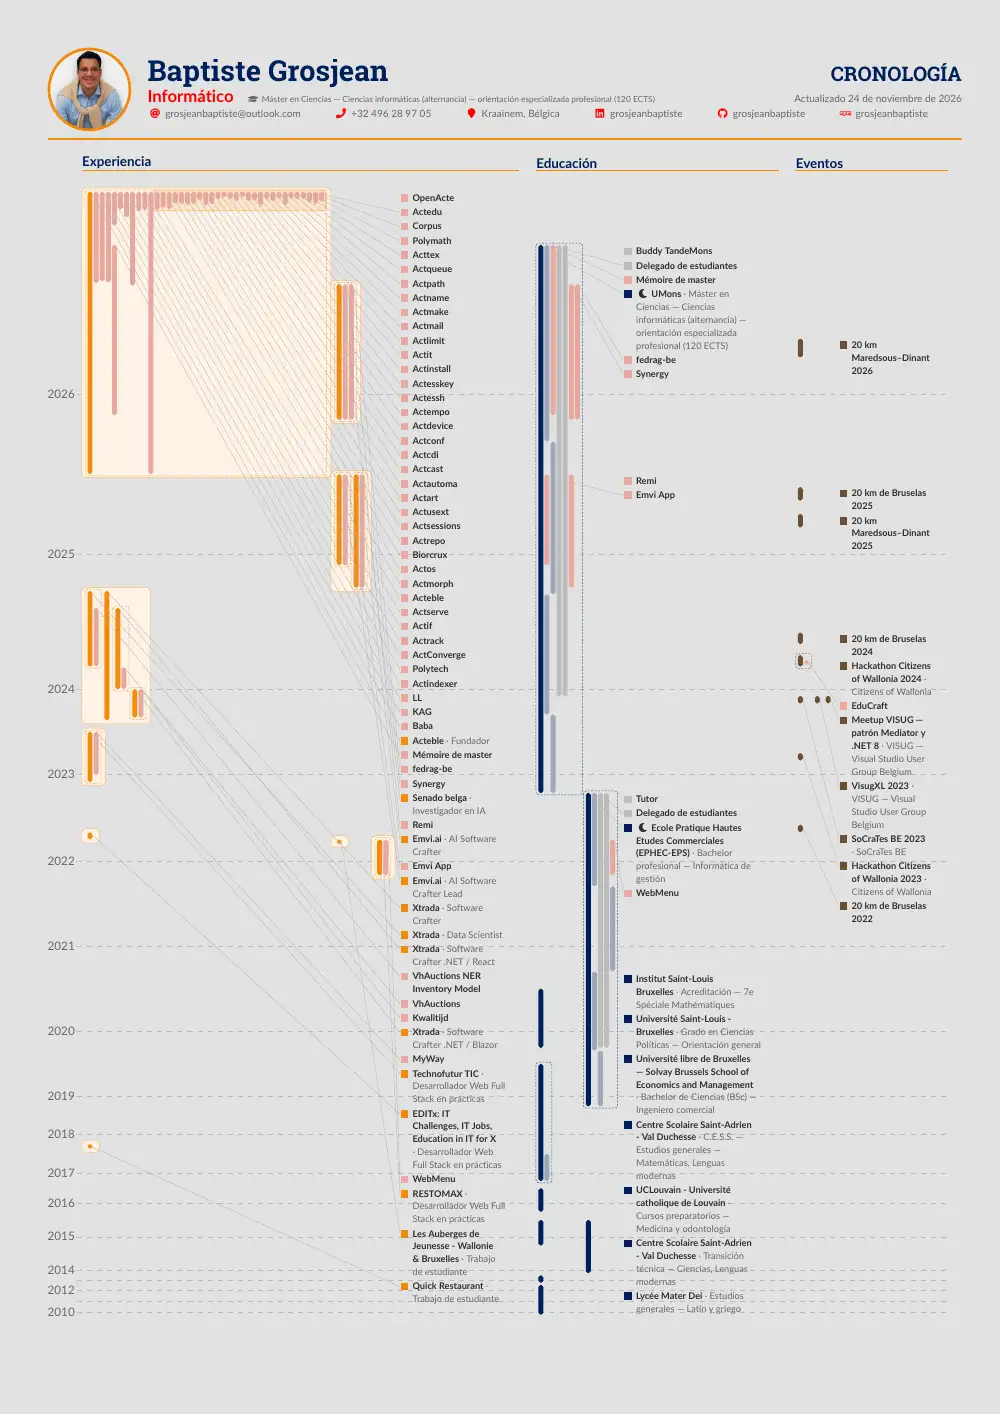 Baptiste Grosjean
CRONOLOGÍA
Informático
Máster en Ciencias — Ciencias informáticas (alternancia) — orientación especializada profesional (120 ECTS)
Actualizado 24 de noviembre de 2026
grosjeanbaptiste@outlook.com
+32 496 28 97 05
Kraainem, Bélgica
grosjeanbaptiste
grosjeanbaptiste
grosjeanbaptiste
Experiencia
2026
2025
2024
2023
2022
2021
2020
2019
2018
2017
2016
2015
2014
2012
2010
OpenActe
Actedu
Corpus
Polymath
Acttex
Actqueue
Actpath
Actname
Actmake
Actmail
Actlimit
Actit
Actinstall
Actesskey
Actessh
Actempo
Actdevice
Actconf
Actcdi
Actcast
Actautoma
Actart
Actusext
Actsessions
Actrepo
Biorcrux
Actos
Actmorph
Acteble
Actserve
Actif
Actrack
ActConverge
Polytech
Actindexer
LL
KAG
Baba
Acteble · Fundador
Mémoire de master
fedrag-be
Synergy
Senado belga ·
Investigador en IA
Remi
Emvi.ai · AI Software
Crafter
Emvi App
Emvi.ai · AI Software
Crafter Lead
Xtrada · Software
Crafter
Xtrada · Data Scientist
Xtrada · Software
Crafter .NET / React
VhAuctions NER
Inventory Model
VhAuctions
Kwalitijd
Xtrada · Software
Crafter .NET / Blazor
MyWay
Technofutur TIC ·
Desarrollador Web Full
Stack en prácticas
EDITx: IT
Challenges, IT Jobs,
Education in IT for X
· Desarrollador Web
Full Stack en prácticas
WebMenu
RESTOMAX ·
Desarrollador Web Full
Stack en prácticas
Les Auberges de
Jeunesse - Wallonie
& Bruxelles · Trabajo
de estudiante
Quick Restaurant ·
Trabajo de estudiante
Educación
Buddy TandeMons
Delegado de estudiantes
Mémoire de master
UMons · Máster en
Ciencias — Ciencias
informáticas (alternancia) —
orientación especializada
profesional (120 ECTS)
fedrag-be
Synergy
Remi
Emvi App
Tutor
Delegado de estudiantes
Ecole Pratique Hautes
Etudes Commerciales
(EPHEC-EPS) · Bachelor
profesional — Informática de
gestión
WebMenu
Institut Saint-Louis
Bruxelles · Acreditación — 7e
Spéciale Mathématiques
Université Saint-Louis -
Bruxelles · Grado en Ciencias
Políticas — Orientación general
Université libre de Bruxelles
— Solvay Brussels School of
Economics and Management
· Bachelor de Ciencias (BSc) —
Ingeniero comercial
Centre Scolaire Saint-Adrien
- Val Duchesse · C.E.S.S. —
Estudios generales —
Matemáticas, Lenguas
modernas
UCLouvain - Université
catholique de Louvain ·
Cursos preparatorios —
Medicina y odontología
Centre Scolaire Saint-Adrien
- Val Duchesse · Transición
técnica — Ciencias, Lenguas
modernas
Lycée Mater Dei · Estudios
generales — Latín y griego
Eventos
20 km
Maredsous–Dinant
2026
20 km de Bruselas
2025
20 km
Maredsous–Dinant
2025
20 km de Bruselas
2024
Hackathon Citizens
of Wallonia 2024 ·
Citizens of Wallonia
EduCraft
Meetup VISUG —
patrón Mediator y
.NET 8 · VISUG —
Visual Studio User
Group Belgium
VisugXL 2023 ·
VISUG — Visual
Studio User Group
Belgium
SoCraTes BE 2023
· SoCraTes BE
Hackathon Citizens
of Wallonia 2023 ·
Citizens of Wallonia
20 km de Bruselas
2022